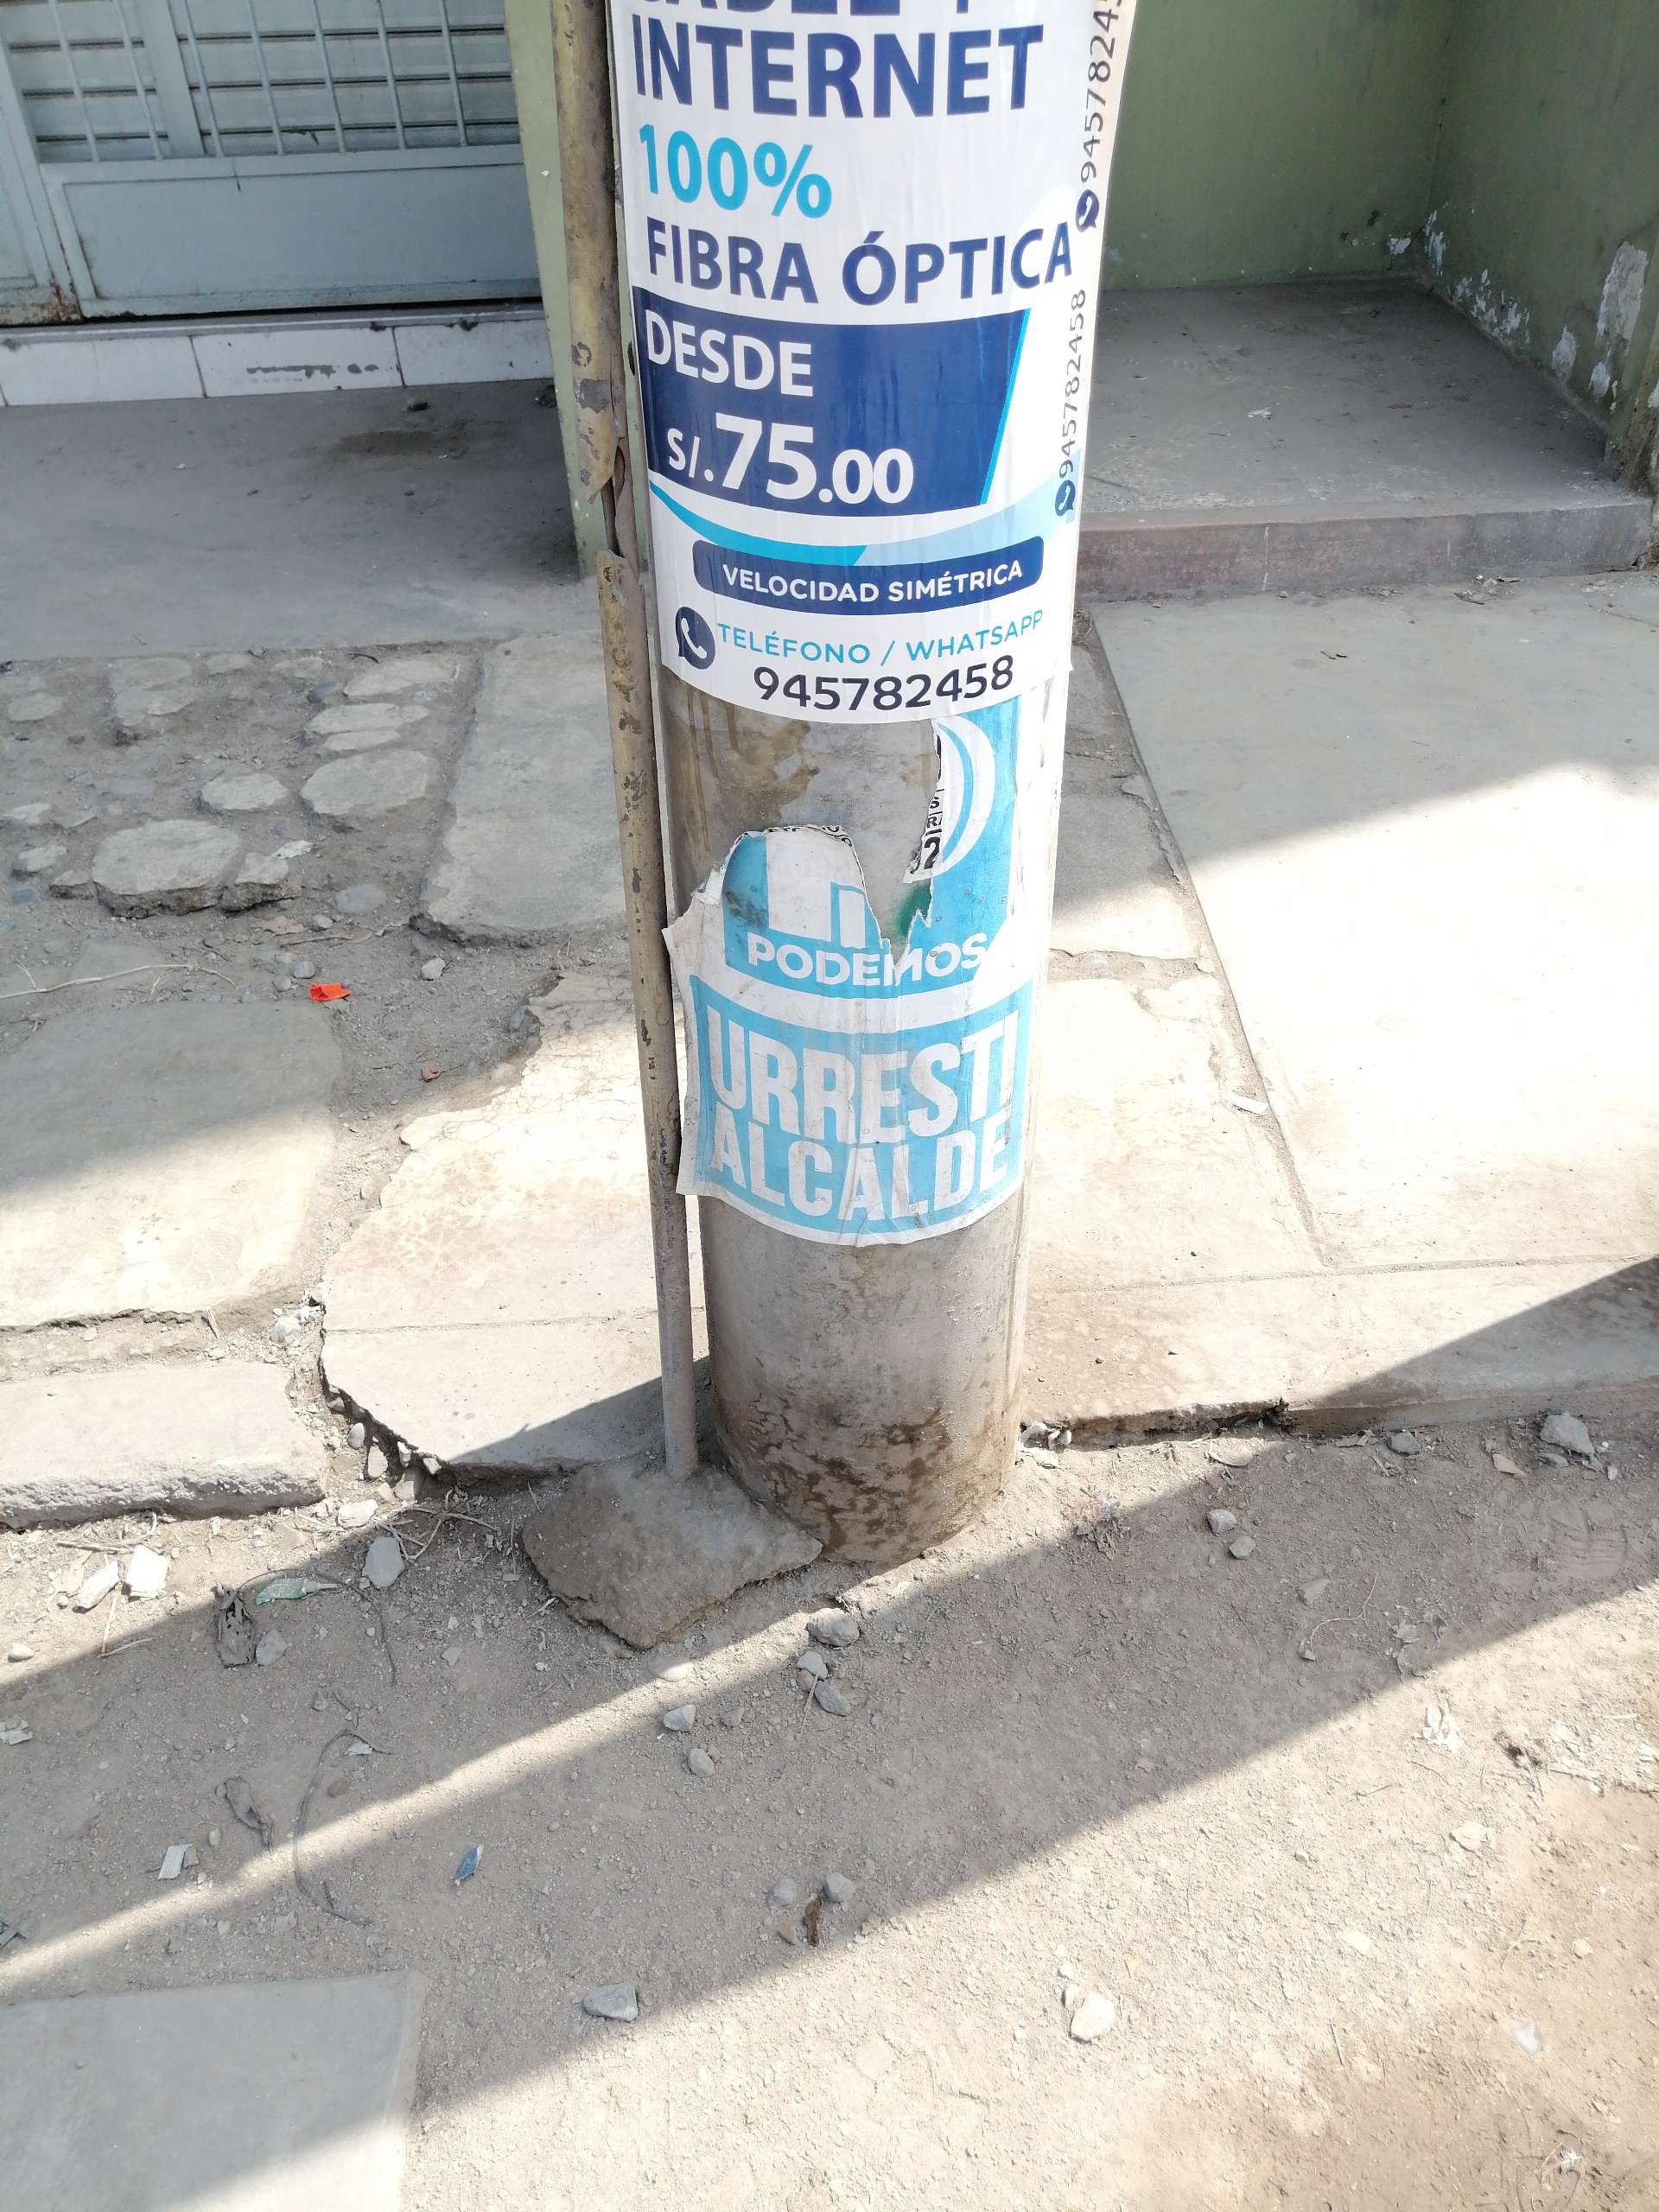 INTERNET
100%
FIBRA ÓPTICA
DESDE
S/.75.00
VELOCIDAD SIMÉTRICA
TELÉFONO / WHATSAPP
945782458
945782458
PODEMOS
URRESTI
ALCALDE